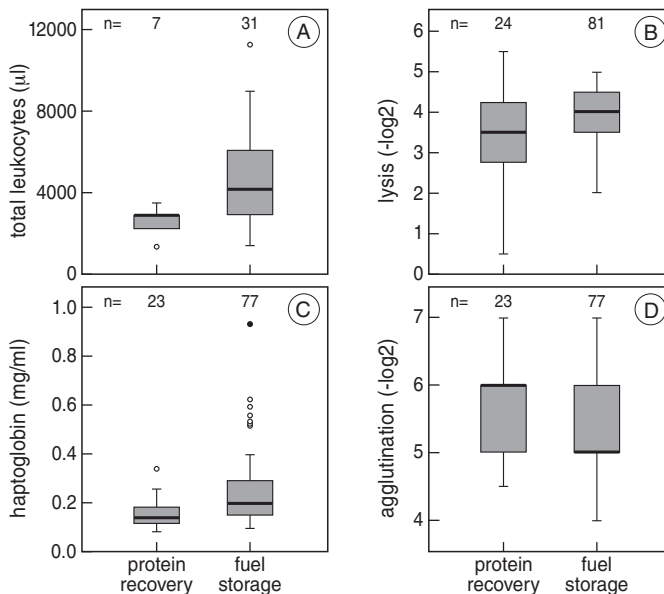 n= 7 31 A
12000
8000
4000
0
total leukocytes (µl)
n= 24 81 B
6
5
4
3
2
1
0
lysis (-log2)
n= 23 77 C
1.0
0.8
0.6
0.4
0.2
0.0
haptoglobin (mg/ml)
protein
recovery
fuel
storage
n= 23 77 D
7
6
5
4
agglutination (-log2)
protein
recovery
fuel
storage